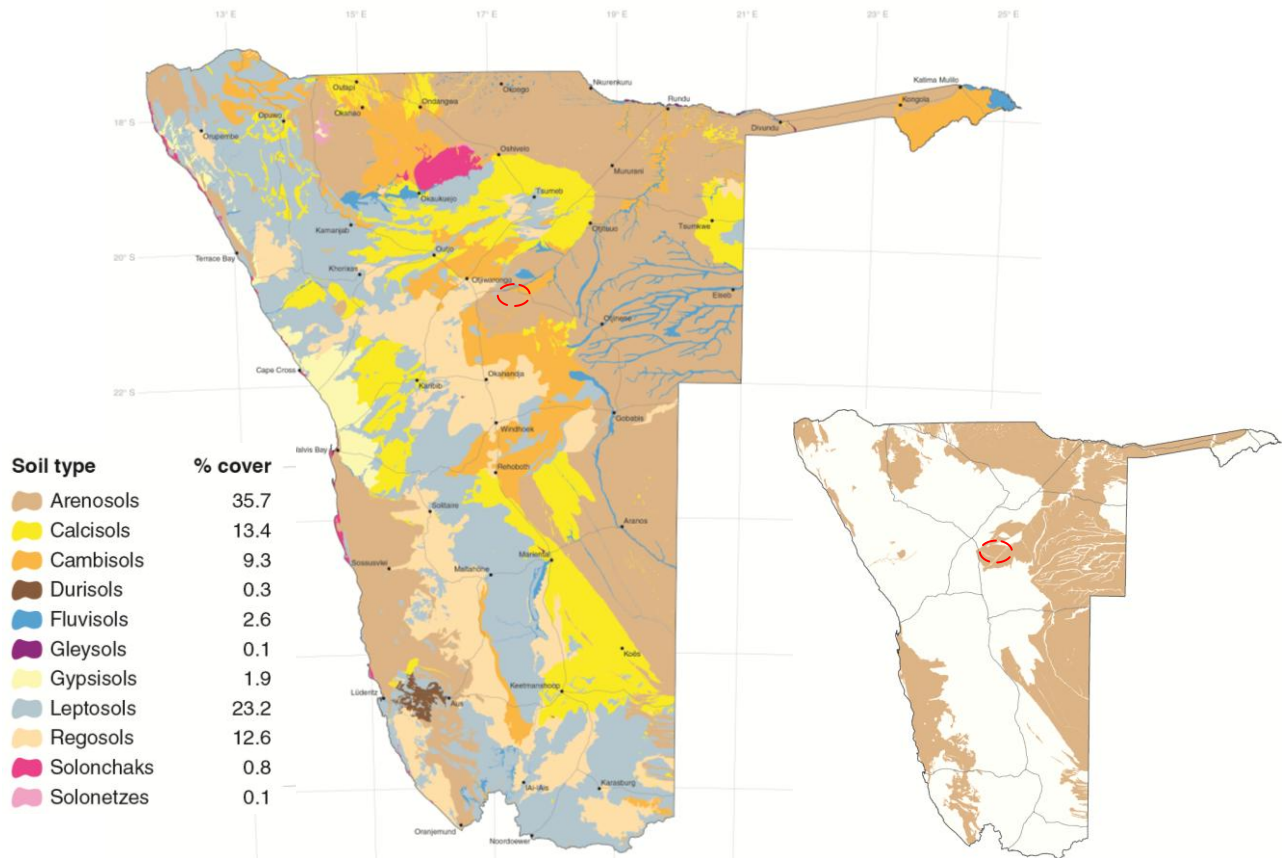 13° E 15° E 17° E 19° E 21° E 23° E 25° E
18° S
20° S
22° S
Outapi
Okahao
Ondangwa
Okongo
Nkurenkuru
Rundu
Katima Mulilo
Kongola
Divundu
Opuwo
Orupembe
Oshivelo
Mururani
Okaukuejo
Tsumeb
Tsumkwe
Kamanjab
Outjo
Terrace Bay
Khorixas
Otjiwarongo
Eiseb
Otjinene
Cape Cross
Karibib
Okahandja
Gobabis
Windhoek
Rehoboth
Solitaire
Aranos
Sossusvlei
Maltahöhe
Mariental
Koës
Lüderitz
Aus
Keetmanshoop
Karasburg
Oranjemund
Noordoewer
Soil type % cover
Arenosols 35.7
Calcisols 13.4
Cambisols 9.3
Durisols 0.3
Fluvisols 2.6
Gleysols 0.1
Gypsisols 1.9
Leptosols 23.2
Regosols 12.6
Solonchaks 0.8
Solonetzes 0.1